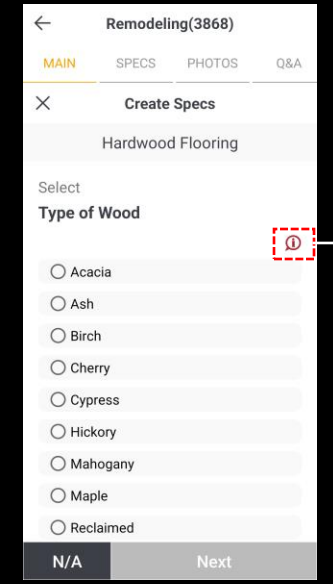 Remodeling(3868)
MAIN SPECS PHOTOS Q&A
Create Specs
Hardwood Flooring
Select
Type of Wood
Acacia
Ash
Birch
Cherry
Cypress
Hickory
Mahogany
Maple
Reclaimed
N/A Next